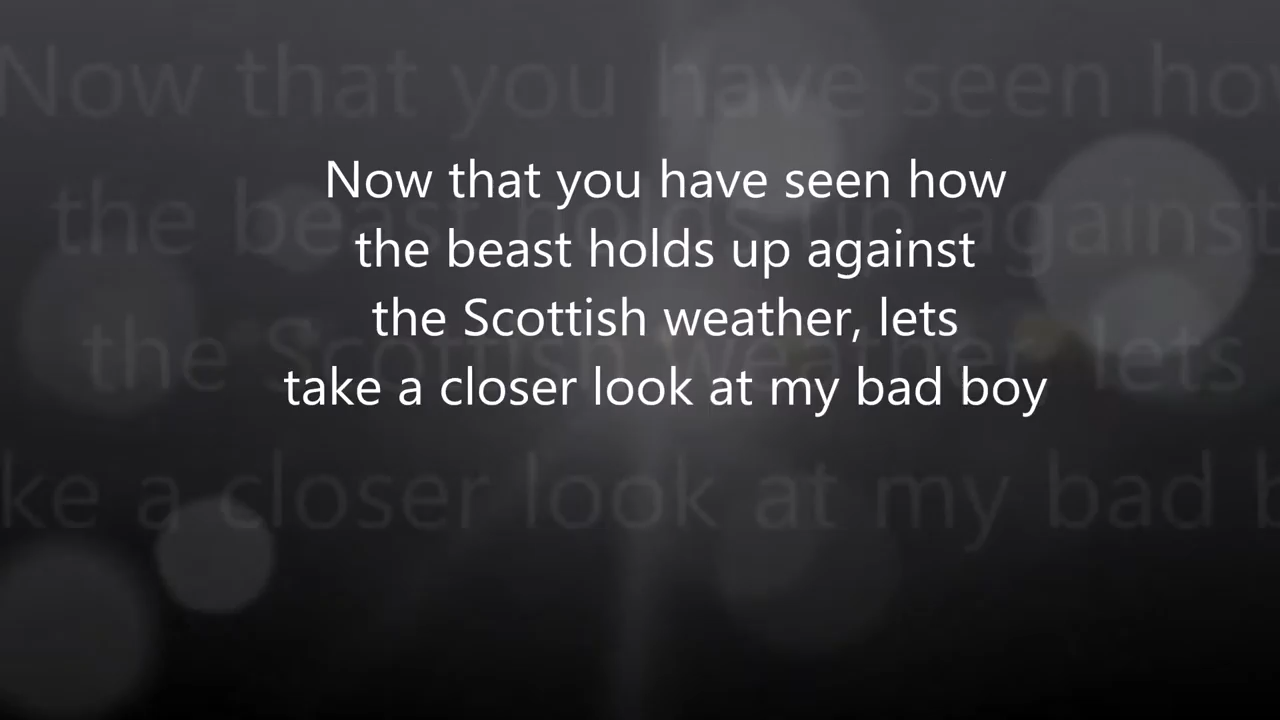 Now that you have seen how
the beast holds up against
the Scottish weather, lets
take a closer look at my bad boy